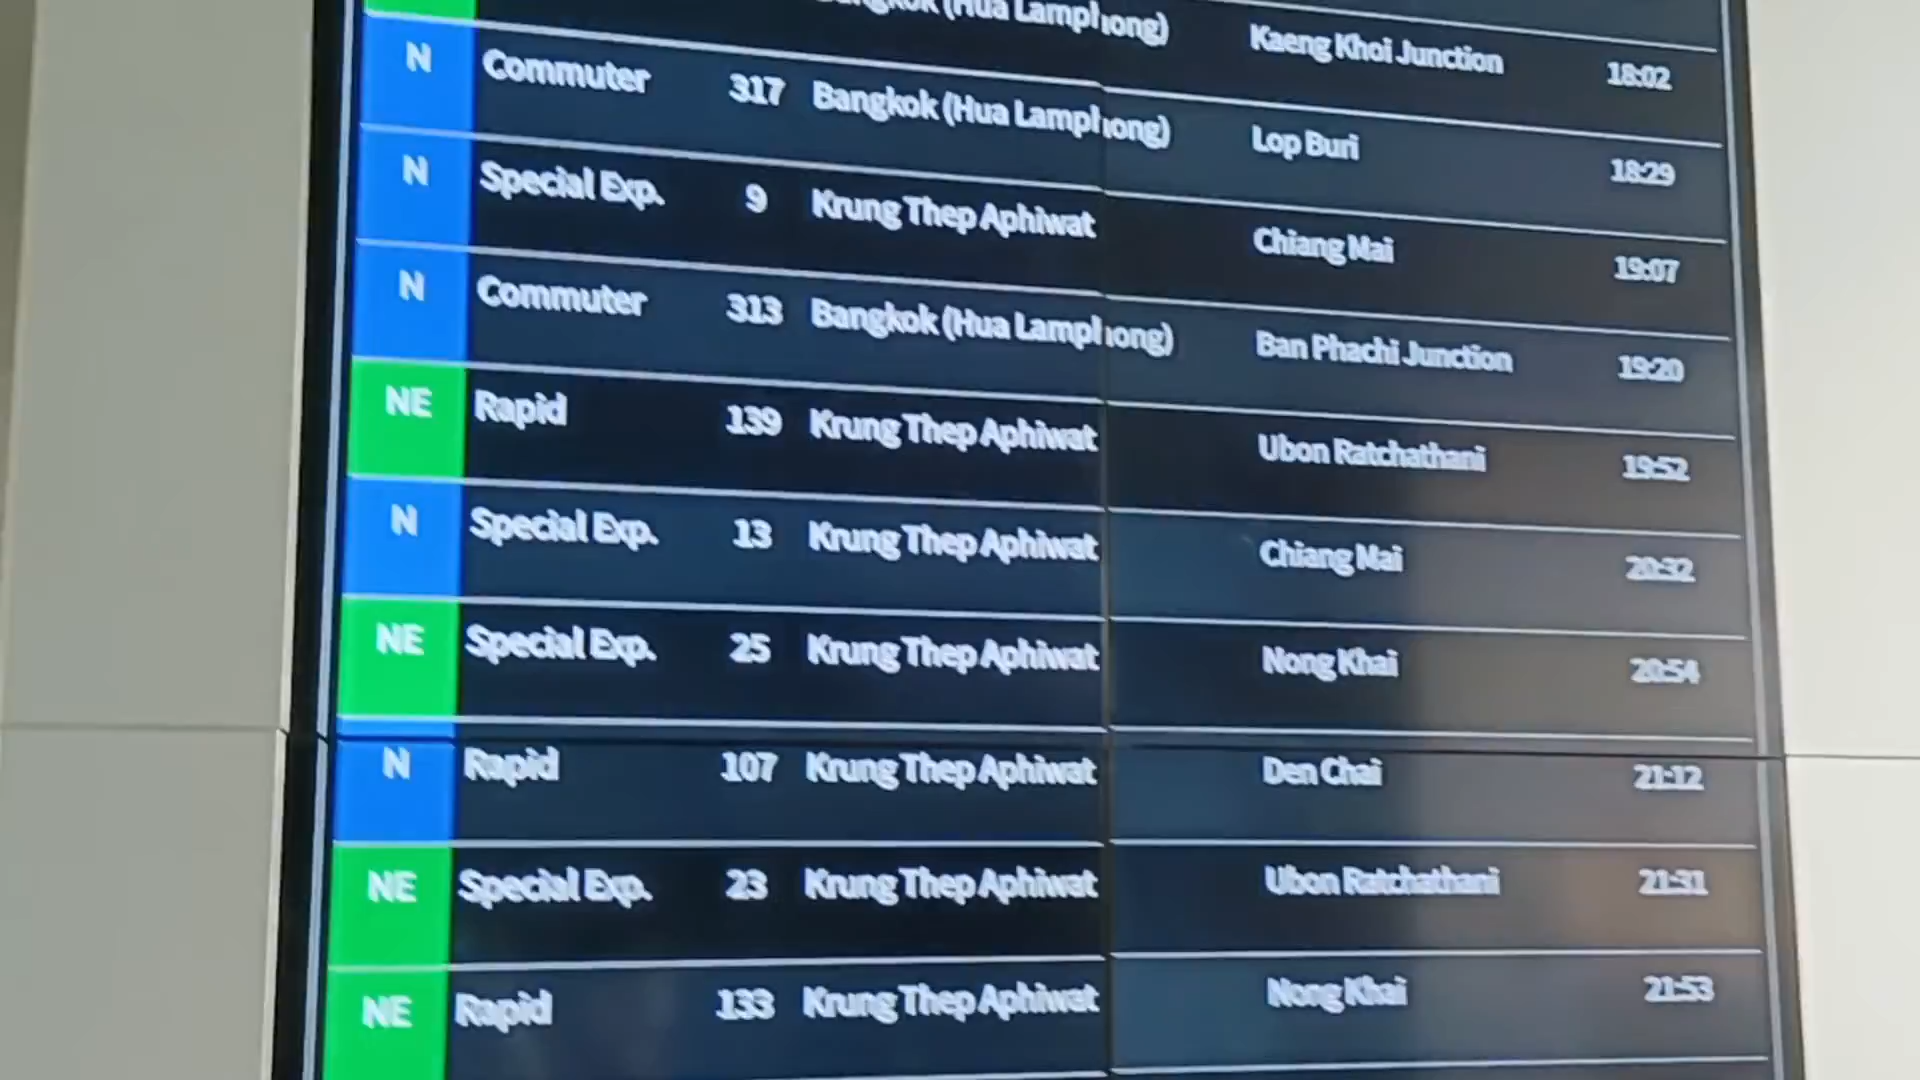 Bangkok (Hua Lamphong) Kaeng Khoi Junction 18:02
N Commuter 317 Bangkok (Hua Lamphong) Lop Buri 18:29
N Special Exp. 9 Krung Thep Aphiwat Chiang Mai 19:07
N Commuter 313 Bangkok (Hua Lamphong) Ban Phachi Junction 19:20
NE Rapid 139 Krung Thep Aphiwat Ubon Ratchathani 19:52
N Special Exp. 13 Krung Thep Aphiwat Chiang Mai 20:32
NE Special Exp. 25 Krung Thep Aphiwat Nong Khai 20:54
N Rapid 107 Krung Thep Aphiwat Den Chai 21:12
NE Special Exp. 23 Krung Thep Aphiwat Ubon Ratchathani 21:31
NE Rapid 133 Krung Thep Aphiwat Nong Khai 21:53